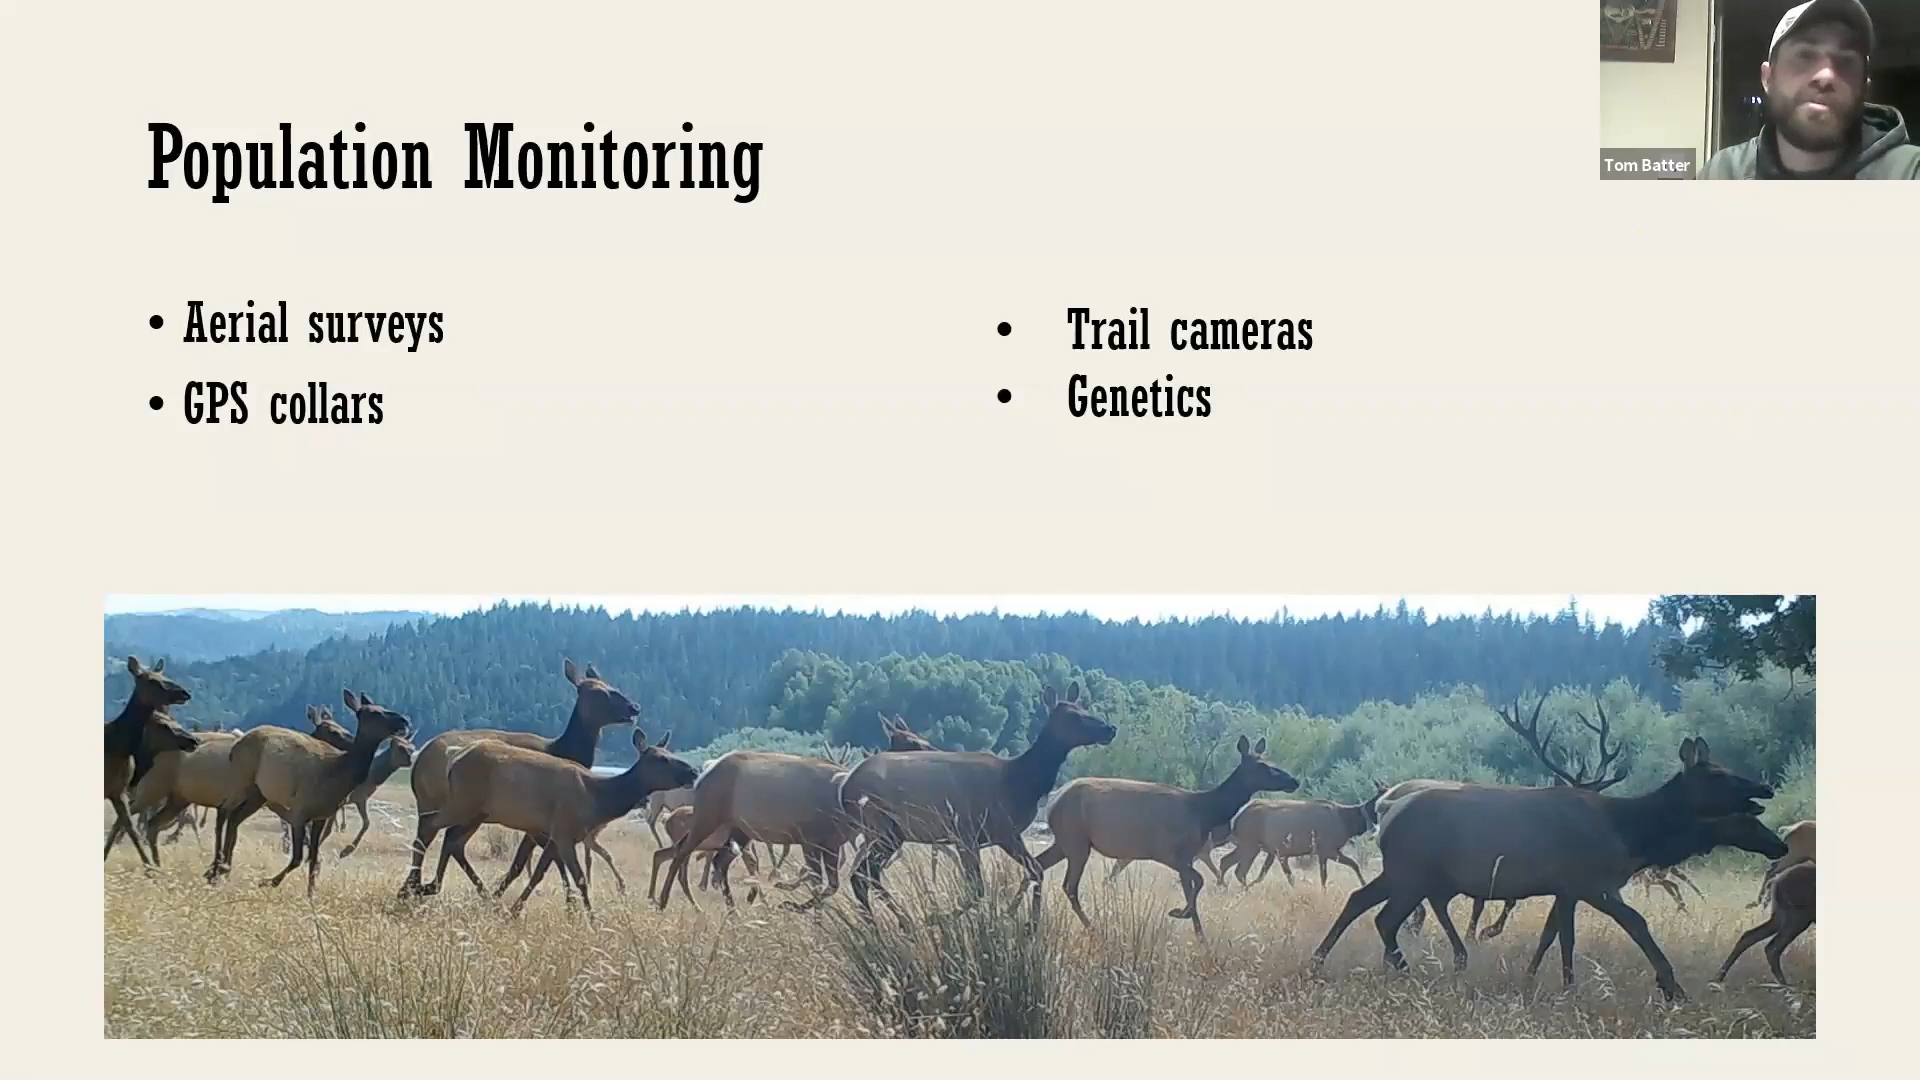 Population Monitoring
• Aerial surveys
• GPS collars
• Trail cameras
• Genetics
Tom Batter